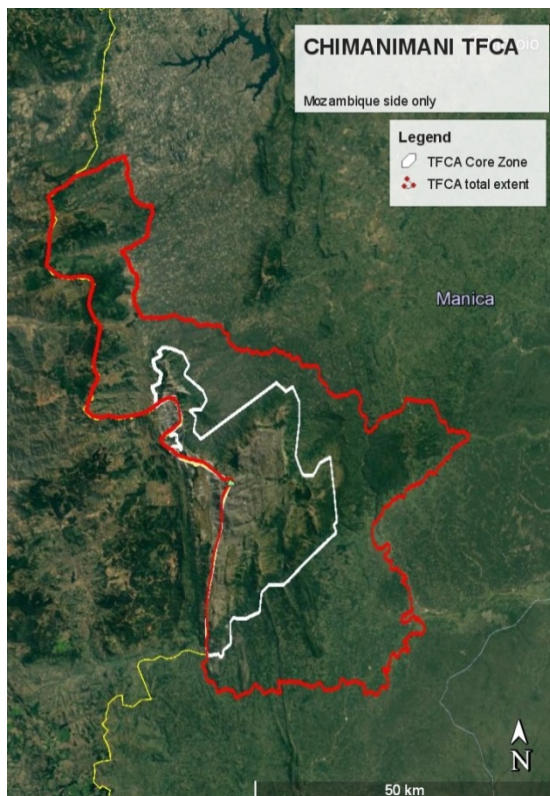 CHIMANIMANI TFCA
Mozambique side only
Legend
TFCA Core Zone
TFCA total extent
Manica
N
50 km